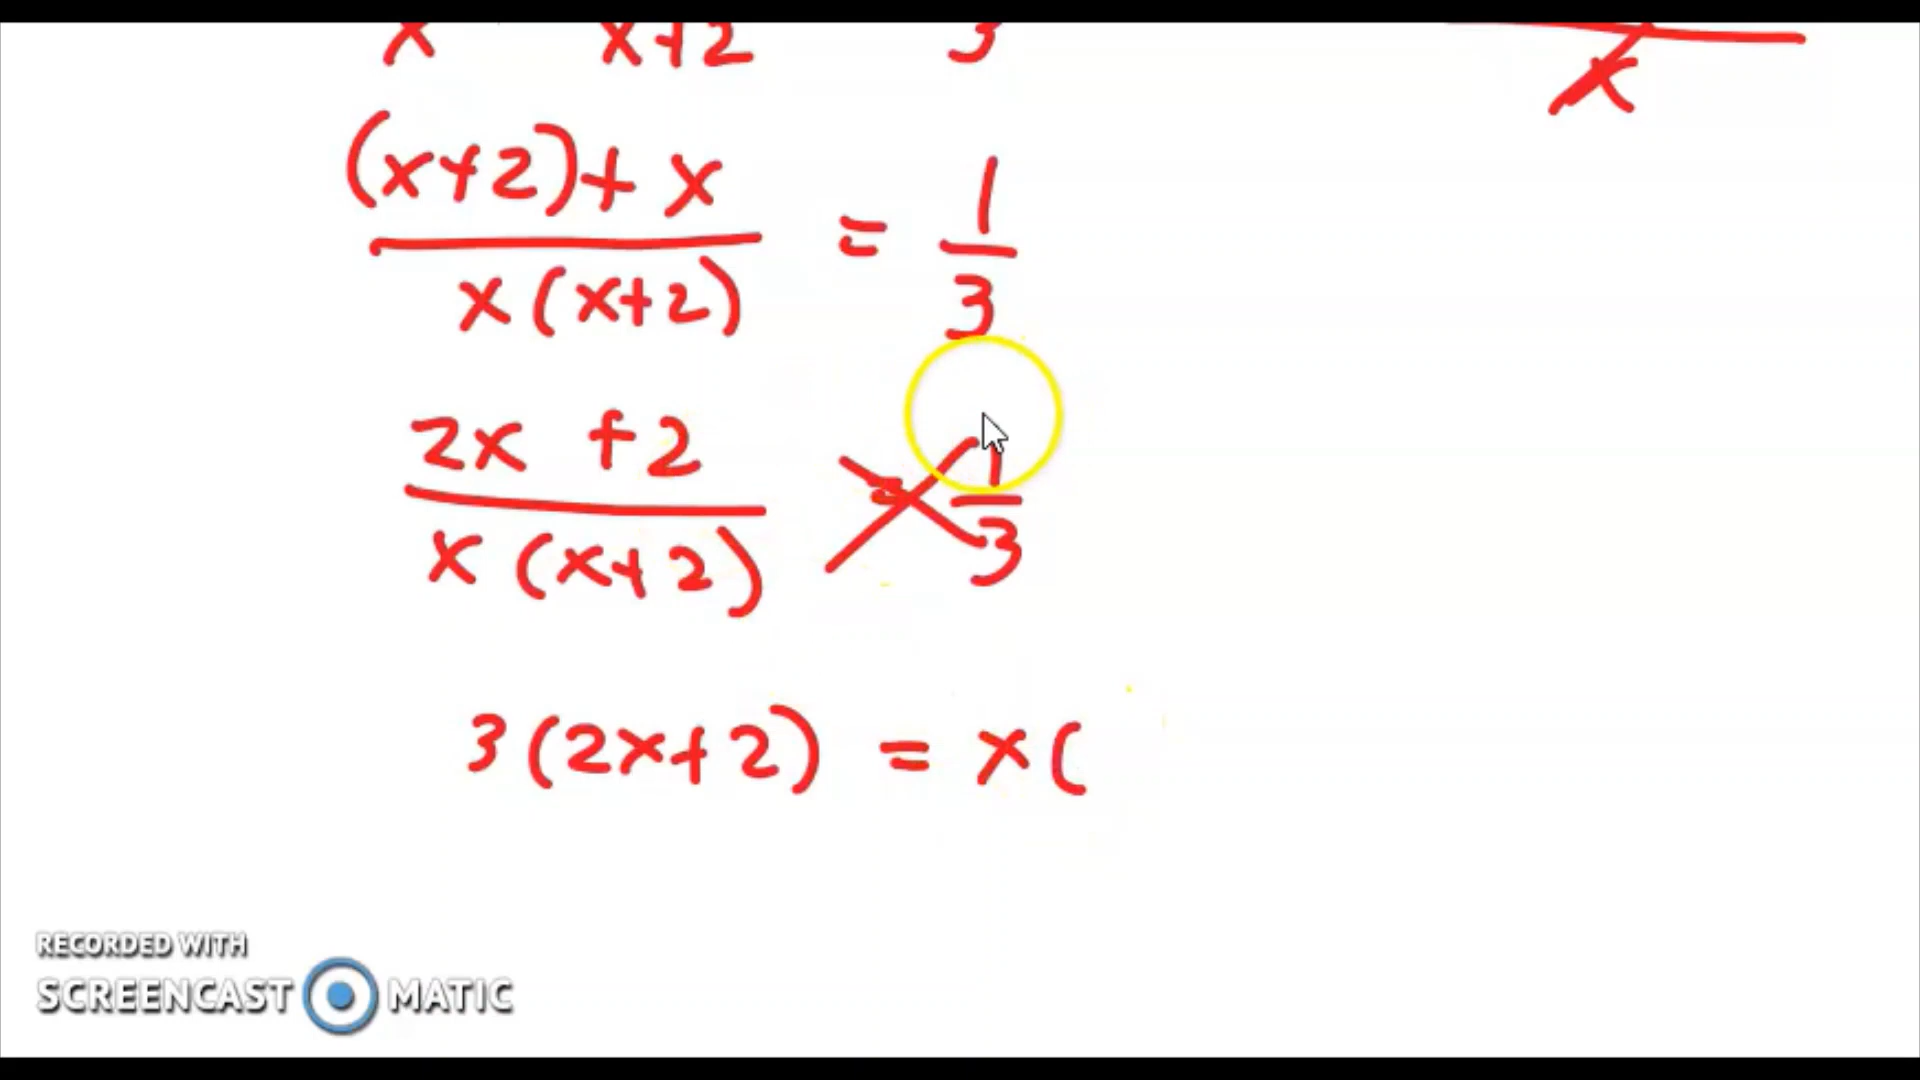 x x+2 3
x
(x+2)+x / x(x+2) = 1/3
2x +2 / x(x+2) = 1/3
3(2x+2) = x(
RECORDED WITH
SCREENCAST MATIC